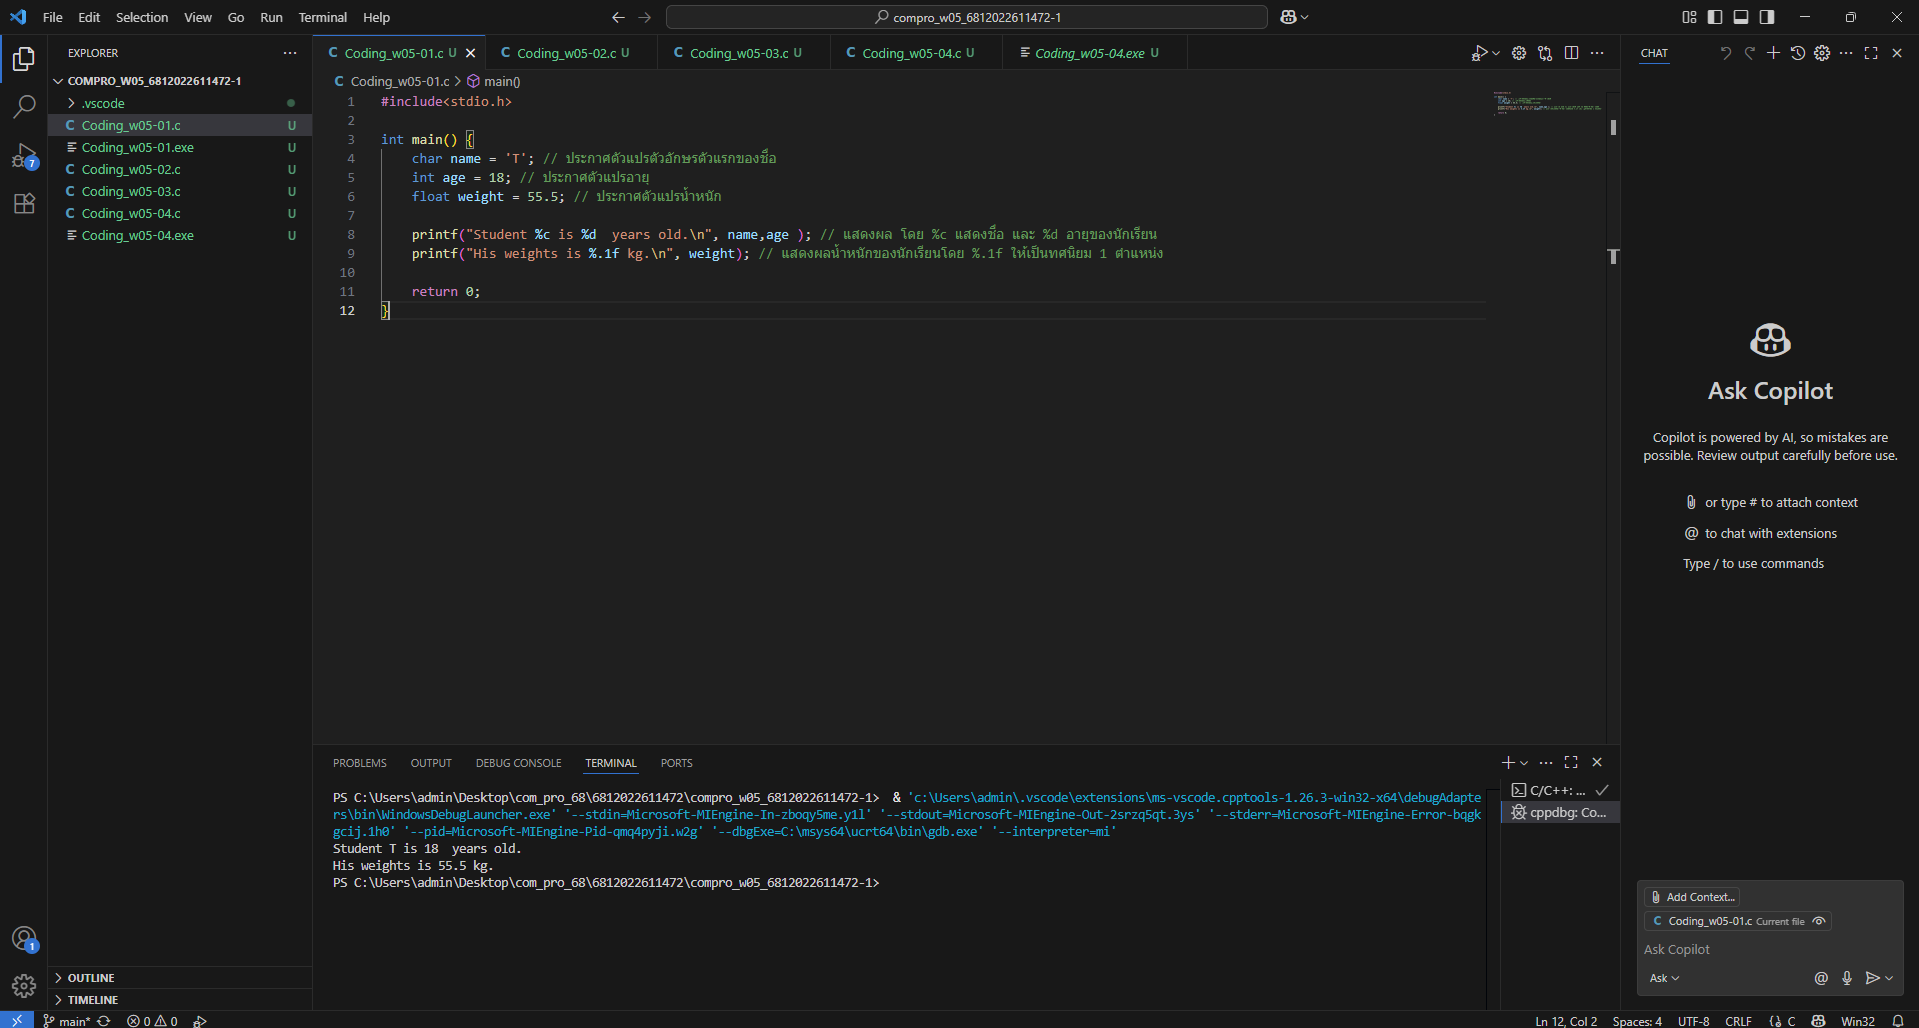 File Edit Selection View Go Run Terminal Help
compro_w05_6812022611472-1
EXPLORER
COMPRO_W05_6812022611472-1
.vscode
C Coding_w05-01.c U
Coding_w05-01.exe U
C Coding_w05-02.c U
C Coding_w05-03.c U
C Coding_w05-04.c U
Coding_w05-04.exe U
7
1
OUTLINE
TIMELINE
C Coding_w05-01.c U
C Coding_w05-02.c U
C Coding_w05-03.c U
C Coding_w05-04.c U
Coding_w05-04.exe U
C Coding_w05-01.c > main()
1 #include<stdio.h>
2
3 int main() {
4 char name = 'T'; // ประกาศตัวแปรตัวอักษรตัวแรกของชื่อ
5 int age = 18; // ประกาศตัวแปรอายุ
6 float weight = 55.5; // ประกาศตัวแปรน้ำหนัก
7
8 printf("Student %c is %d  years old.\n", name,age ); // แสดงผล โดย %c แสดงชื่อ และ %d อายุของนักเรียน
9 printf("His weights is %.1f kg.\n", weight); // แสดงผลน้ำหนักของนักเรียนโดย %.1f ให้เป็นทศนิยม 1 ตำแหน่ง
10
11 return 0;
12 }
PROBLEMS OUTPUT DEBUG CONSOLE TERMINAL PORTS
PS C:\Users\admin\Desktop\com_pro_68\6812022611472\compro_w05_6812022611472-1>  & 'c:\Users\admin\.vscode\extensions\ms-vscode.cpptools-1.26.3-win32-x64\debugAdapte
rs\bin\WindowsDebugLauncher.exe' '--stdin=Microsoft-MIEngine-In-zboqy5me.y1l' '--stdout=Microsoft-MIEngine-Out-2srzq5qt.3ys' '--stderr=Microsoft-MIEngine-Error-bqgk
gcij.1h0' '--pid=Microsoft-MIEngine-Pid-qmq4pyji.w2g' '--dbgExe=C:\msys64\ucrt64\bin\gdb.exe' '--interpreter=mi'
Student T is 18  years old.
His weights is 55.5 kg.
PS C:\Users\admin\Desktop\com_pro_68\6812022611472\compro_w05_6812022611472-1>
C/C++: ...
cppdbg: Co...
CHAT
Ask Copilot
Copilot is powered by AI, so mistakes are
possible. Review output carefully before use.
or type # to attach context
@ to chat with extensions
Type / to use commands
Add Context...
C Coding_w05-01.c Current file
Ask Copilot
Ask
main* 0 0
Ln 12, Col 2 Spaces: 4 UTF-8 CRLF {} C Win32